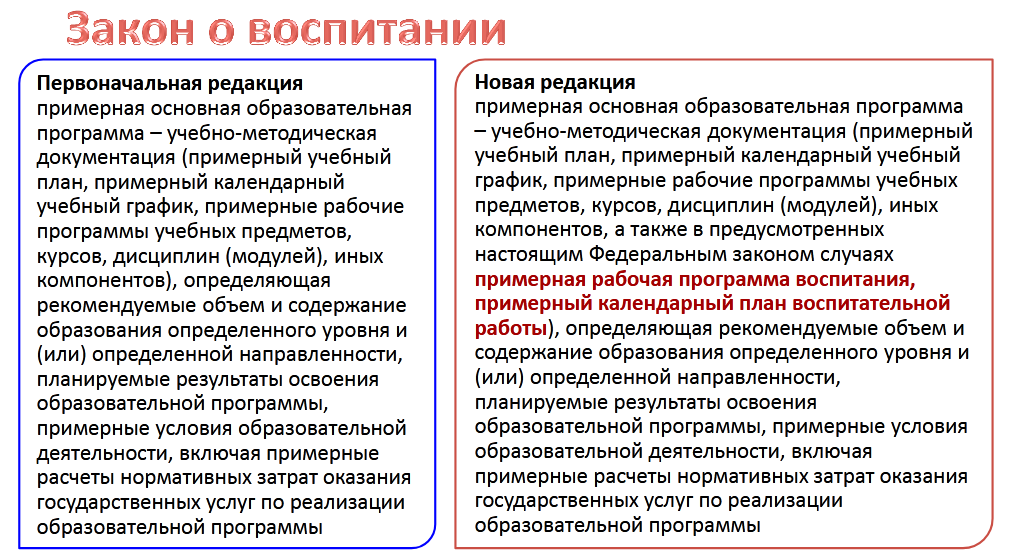 Закон о воспитании
Первоначальная редакция
примерная основная образовательная
программа – учебно-методическая
документация (примерный учебный
план, примерный календарный
учебный график, примерные рабочие
программы учебных предметов,
курсов, дисциплин (модулей), иных
компонентов), определяющая
рекомендуемые объем и содержание
образования определенного уровня и
(или) определенной направленности,
планируемые результаты освоения
образовательной программы,
примерные условия образовательной
деятельности, включая примерные
расчеты нормативных затрат оказания
государственных услуг по реализации
образовательной программы
Новая редакция
примерная основная образовательная программа
– учебно-методическая документация (примерный
учебный план, примерный календарный учебный
график, примерные рабочие программы учебных
предметов, курсов, дисциплин (модулей), иных
компонентов, а также в предусмотренных
настоящим Федеральным законом случаях
примерная рабочая программа воспитания,
примерный календарный план воспитательной
работы), определяющая рекомендуемые объем и
содержание образования определенного уровня и
(или) определенной направленности,
планируемые результаты освоения
образовательной программы, примерные условия
образовательной деятельности, включая
примерные расчеты нормативных затрат оказания
государственных услуг по реализации
образовательной программы